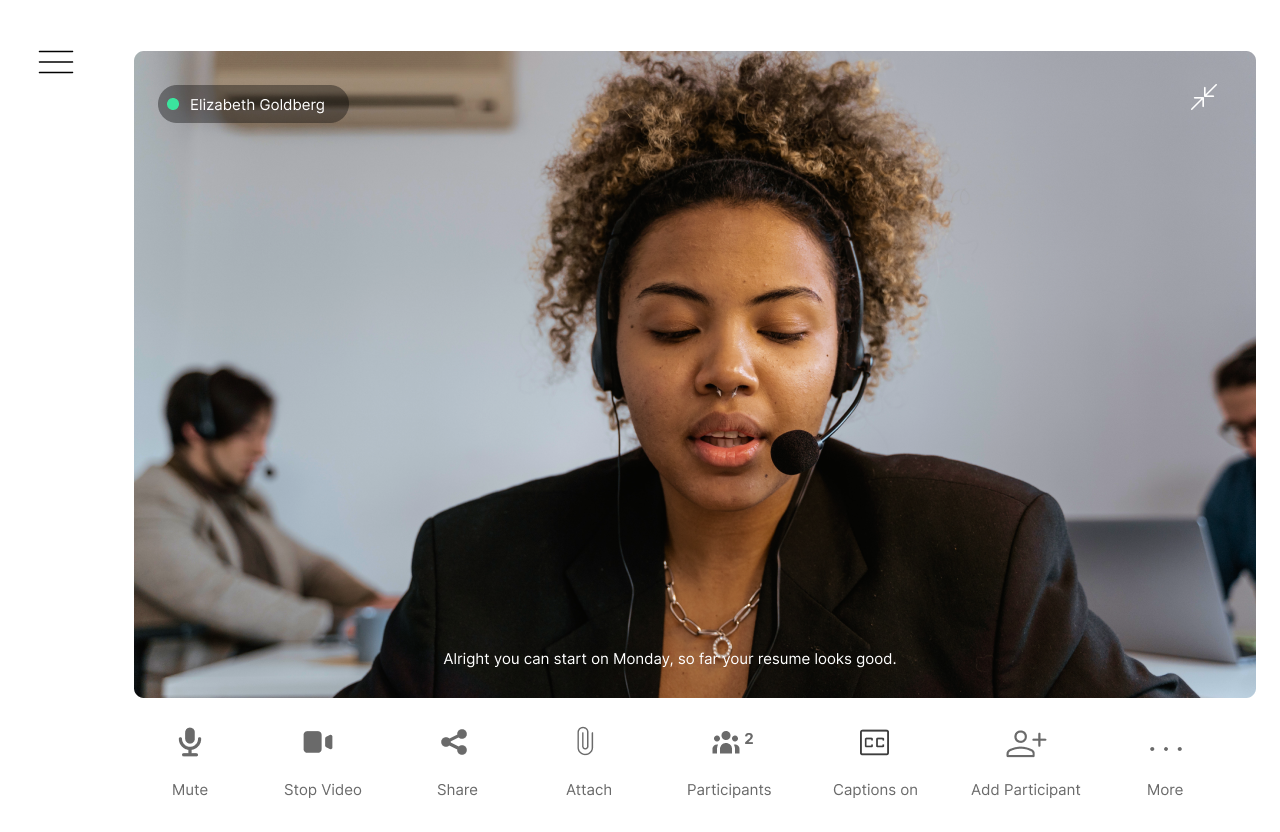 Elizabeth Goldberg
Alright you can start on Monday, so far your resume looks good.
2
CC
Mute
Stop Video
Share
Attach
Participants
Captions on
Add Participant
More